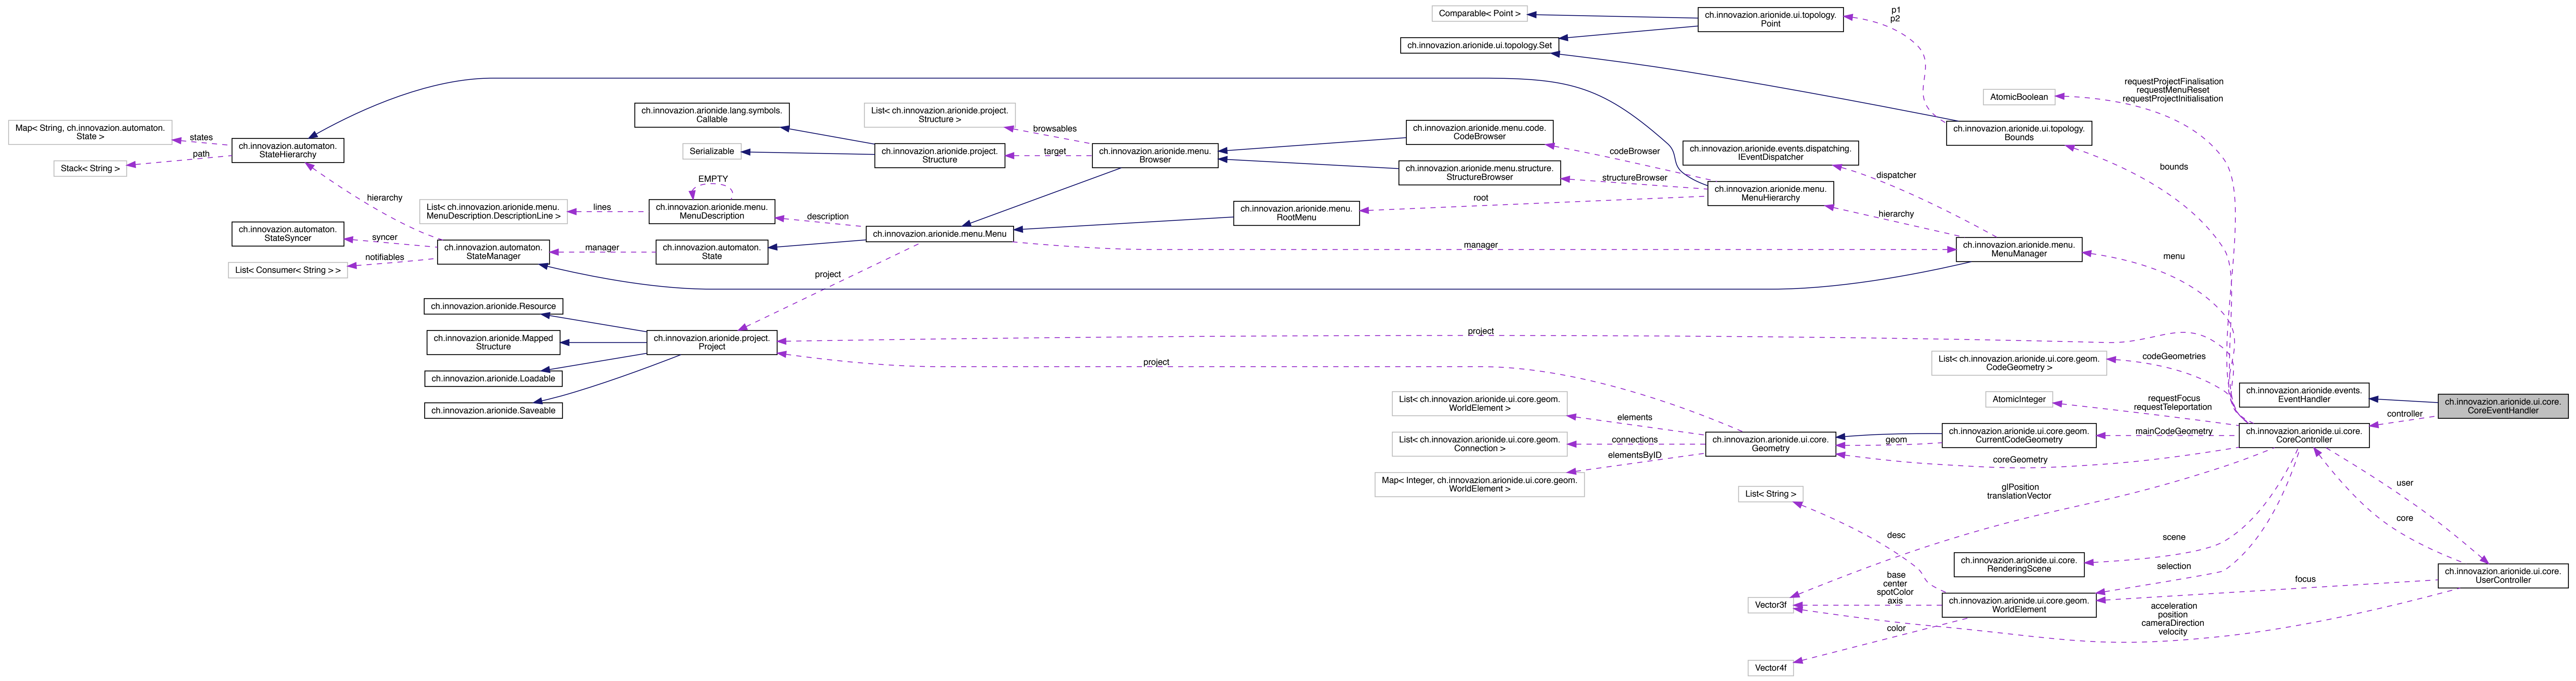 Comparable< Point >
ch.innovazion.arionide.ui.topology.
Point
p1
p2
ch.innovazion.arionide.ui.topology.Set
requestProjectFinalisation
requestMenuReset
requestProjectInitialisation
AtomicBoolean
ch.innovazion.arionide.ui.topology.
Bounds
bounds
Map< String, ch.innovazion.automaton.
State >
states
path
Stack< String >
ch.innovazion.automaton.
StateHierarchy
ch.innovazion.arionide.lang.symbols.
Callable
List< ch.innovazion.arionide.project.
Structure >
browsables
Serializable
ch.innovazion.arionide.project.
Structure
target
ch.innovazion.arionide.menu.
Browser
ch.innovazion.arionide.menu.code.
CodeBrowser
ch.innovazion.arionide.menu.structure.
StructureBrowser
codeBrowser
structureBrowser
ch.innovazion.arionide.events.dispatching.
IEventDispatcher
dispatcher
ch.innovazion.arionide.menu.
MenuHierarchy
hierarchy
EMPTY
hierarchy
root
List< ch.innovazion.arionide.menu.
MenuDescription.DescriptionLine >
lines
ch.innovazion.arionide.menu.
MenuDescription
description
ch.innovazion.arionide.menu.
RootMenu
ch.innovazion.automaton.
StateSyncer
syncer
notifiables
List< Consumer< String > >
ch.innovazion.automaton.
StateManager
manager
ch.innovazion.automaton.
State
ch.innovazion.arionide.menu.Menu
manager
ch.innovazion.arionide.menu.
MenuManager
menu
project
ch.innovazion.arionide.Resource
ch.innovazion.arionide.Mapped
Structure
ch.innovazion.arionide.Loadable
ch.innovazion.arionide.Saveable
ch.innovazion.arionide.project.
Project
project
project
List< ch.innovazion.arionide.ui.core.geom.
CodeGeometry >
codeGeometries
AtomicInteger
requestFocus
requestTeleportation
ch.innovazion.arionide.events.
EventHandler
ch.innovazion.arionide.ui.core.
CoreEventHandler
controller
List< ch.innovazion.arionide.ui.core.geom.
WorldElement >
elements
List< ch.innovazion.arionide.ui.core.geom.
Connection >
connections
elementsByID
Map< Integer, ch.innovazion.arionide.ui.core.geom.
WorldElement >
ch.innovazion.arionide.ui.core.
Geometry
geom
ch.innovazion.arionide.ui.core.geom.
CurrentCodeGeometry
mainCodeGeometry
ch.innovazion.arionide.ui.core.
CoreController
coreGeometry
glPosition
translationVector
user
core
List< String >
desc
scene
ch.innovazion.arionide.ui.core.
RenderingScene
selection
base
center
spotColor
axis
Vector3f
ch.innovazion.arionide.ui.core.geom.
WorldElement
focus
ch.innovazion.arionide.ui.core.
UserController
acceleration
position
cameraDirection
velocity
color
Vector4f